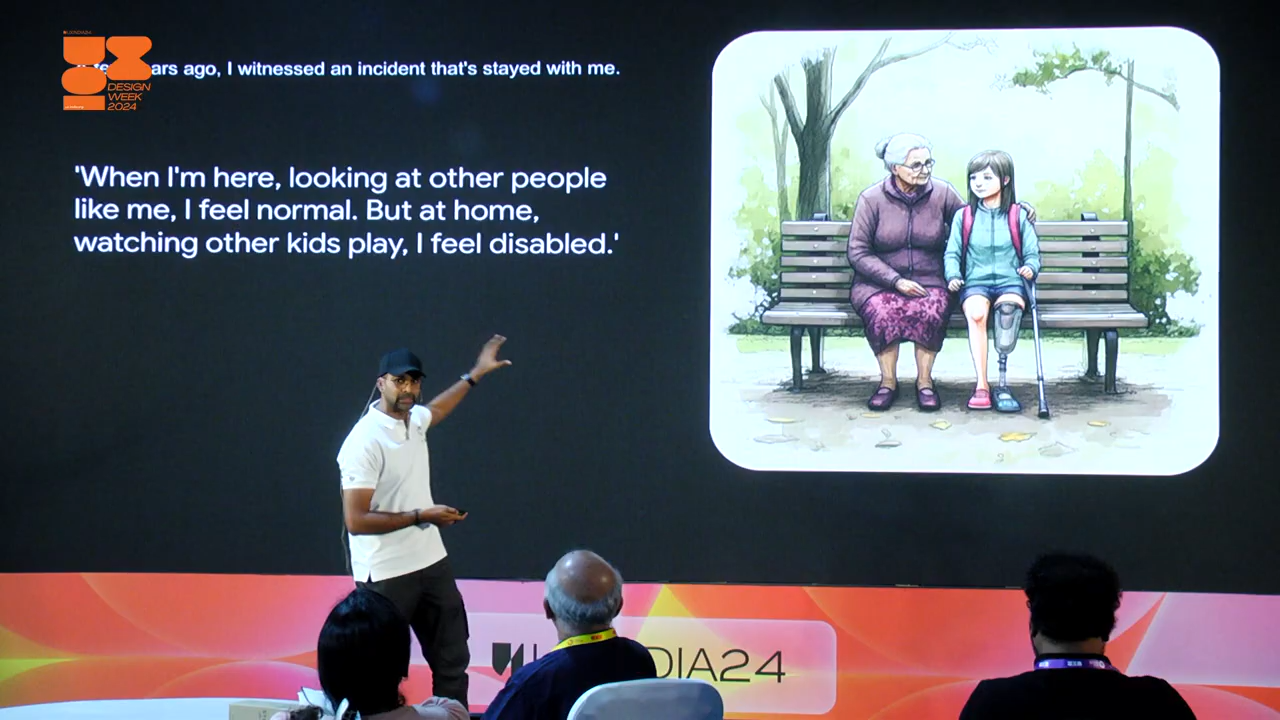 ars ago, I witnessed an incident that's stayed with me.
'When I'm here, looking at other people
like me, I feel normal. But at home,
watching other kids play, I feel disabled.'
DESIGN
WEEK
2024
DIA24